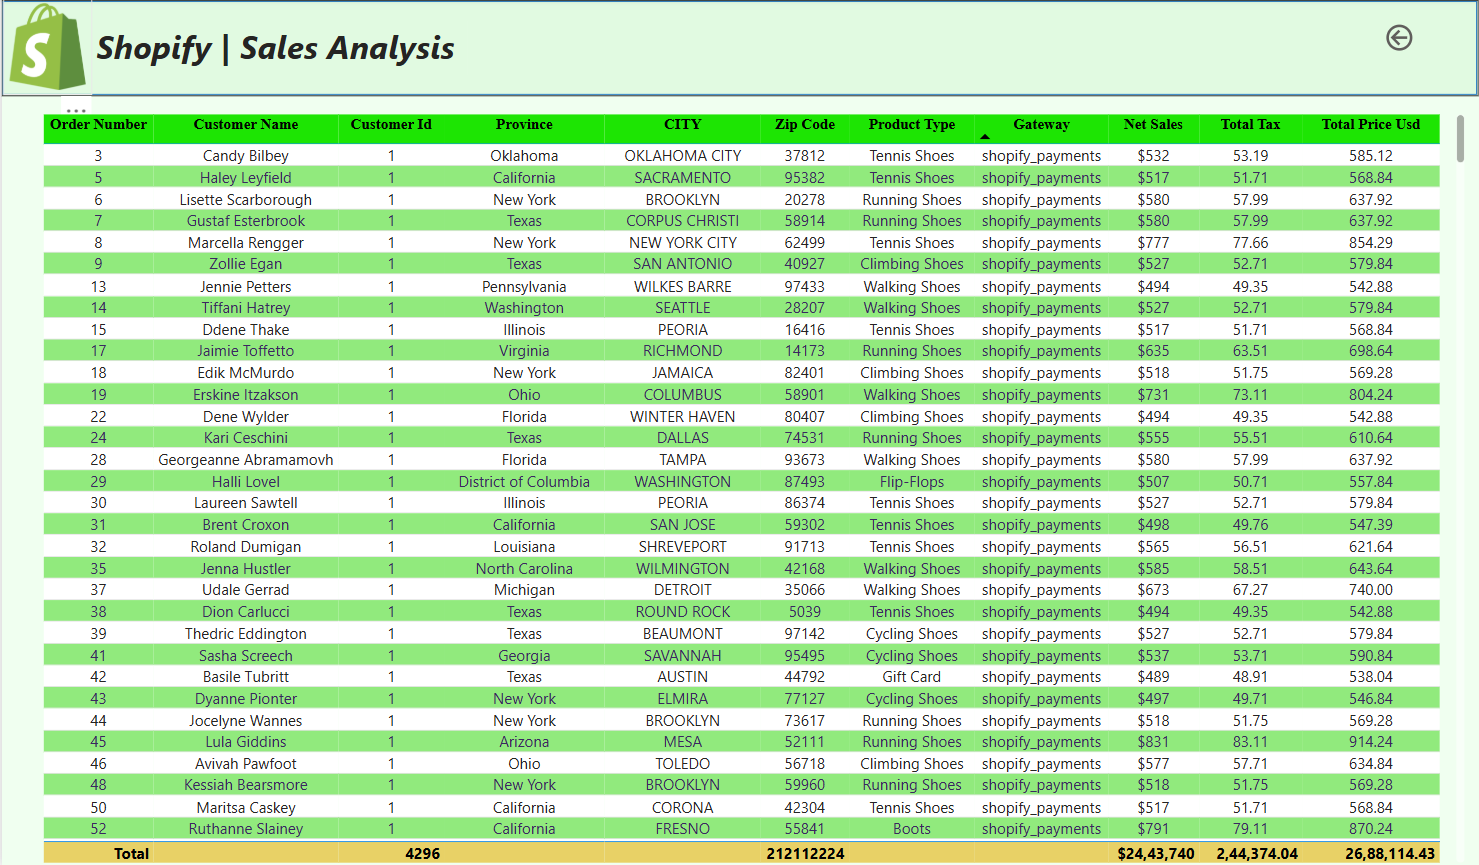 Shopify | Sales Analysis
Order Number Customer Name Customer Id Province CITY Zip Code Product Type Gateway Net Sales Total Tax Total Price Usd
3 Candy Bilbey 1 Oklahoma OKLAHOMA CITY 37812 Tennis Shoes shopify_payments $532 53.19 585.12
5 Haley Leyfield 1 California SACRAMENTO 95382 Tennis Shoes shopify_payments $517 51.71 568.84
6 Lisette Scarborough 1 New York BROOKLYN 20278 Running Shoes shopify_payments $580 57.99 637.92
7 Gustaf Esterbrook 1 Texas CORPUS CHRISTI 58914 Running Shoes shopify_payments $580 57.99 637.92
8 Marcella Rengger 1 New York NEW YORK CITY 62499 Tennis Shoes shopify_payments $777 77.66 854.29
9 Zollie Egan 1 Texas SAN ANTONIO 40927 Climbing Shoes shopify_payments $527 52.71 579.84
13 Jennie Petters 1 Pennsylvania WILKES BARRE 97433 Walking Shoes shopify_payments $494 49.35 542.88
14 Tiffani Hatrey 1 Washington SEATTLE 28207 Walking Shoes shopify_payments $527 52.71 579.84
15 Ddene Thake 1 Illinois PEORIA 16416 Tennis Shoes shopify_payments $517 51.71 568.84
17 Jaimie Toffetto 1 Virginia RICHMOND 14173 Running Shoes shopify_payments $635 63.51 698.64
18 Edik McMurdo 1 New York JAMAICA 82401 Climbing Shoes shopify_payments $518 51.75 569.28
19 Erskine Itzakson 1 Ohio COLUMBUS 58901 Walking Shoes shopify_payments $731 73.11 804.24
22 Dene Wylder 1 Florida WINTER HAVEN 80407 Climbing Shoes shopify_payments $494 49.35 542.88
24 Kari Ceschini 1 Texas DALLAS 74531 Running Shoes shopify_payments $555 55.51 610.64
28 Georgeanne Abramamovh 1 Florida TAMPA 93673 Walking Shoes shopify_payments $580 57.99 637.92
29 Halli Lovel 1 District of Columbia WASHINGTON 87493 Flip-Flops shopify_payments $507 50.71 557.84
30 Laureen Sawtell 1 Illinois PEORIA 86374 Tennis Shoes shopify_payments $527 52.71 579.84
31 Brent Croxon 1 California SAN JOSE 59302 Tennis Shoes shopify_payments $498 49.76 547.39
32 Roland Dumigan 1 Louisiana SHREVEPORT 91713 Tennis Shoes shopify_payments $565 56.51 621.64
35 Jenna Hustler 1 North Carolina WILMINGTON 42168 Walking Shoes shopify_payments $585 58.51 643.64
37 Udale Gerrad 1 Michigan DETROIT 35066 Walking Shoes shopify_payments $673 67.27 740.00
38 Dion Carlucci 1 Texas ROUND ROCK 5039 Tennis Shoes shopify_payments $494 49.35 542.88
39 Thedric Eddington 1 Texas BEAUMONT 97142 Cycling Shoes shopify_payments $527 52.71 579.84
41 Sasha Screech 1 Georgia SAVANNAH 95495 Cycling Shoes shopify_payments $537 53.71 590.84
42 Basile Tubritt 1 Texas AUSTIN 44792 Gift Card shopify_payments $489 48.91 538.04
43 Dyanne Pionter 1 New York ELMIRA 77127 Cycling Shoes shopify_payments $497 49.71 546.84
44 Jocelyne Wannes 1 New York BROOKLYN 73617 Running Shoes shopify_payments $518 51.75 569.28
45 Lula Giddins 1 Arizona MESA 52111 Running Shoes shopify_payments $831 83.11 914.24
46 Avivah Pawfoot 1 Ohio TOLEDO 56718 Climbing Shoes shopify_payments $577 57.71 634.84
48 Kessiah Bearsmore 1 New York BROOKLYN 59960 Running Shoes shopify_payments $518 51.75 569.28
50 Maritsa Caskey 1 California CORONA 42304 Tennis Shoes shopify_payments $517 51.71 568.84
52 Ruthanne Slainey 1 California FRESNO 55841 Boots shopify_payments $791 79.11 870.24
Total 4296 212112224 $24,43,740 2,44,374.04 26,88,114.43